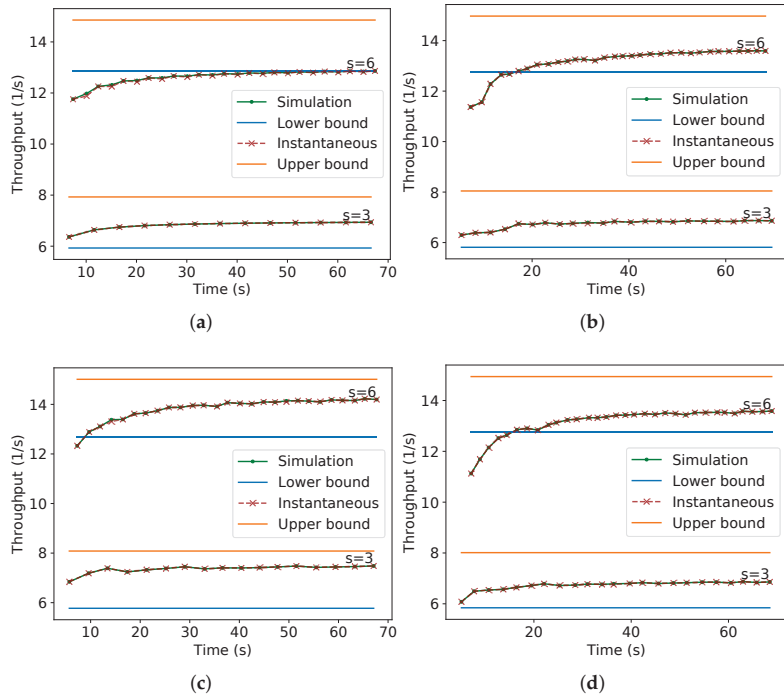 14
12
10
8
6
Throughput (1/s)
s=6
Simulation
Lower bound
Instantaneous
Upper bound
s=3
10 20 30 40 50 60 70
Time (s)
(a)
14
12
10
8
6
Throughput (1/s)
s=6
Simulation
Lower bound
Instantaneous
Upper bound
s=3
20 40 60
Time (s)
(b)
14
12
10
8
6
Throughput (1/s)
s=6
Simulation
Lower bound
Instantaneous
Upper bound
s=3
10 20 30 40 50 60 70
Time (s)
(c)
14
12
10
8
6
Throughput (1/s)
s=6
Simulation
Lower bound
Instantaneous
Upper bound
s=3
20 40 60
Time (s)
(d)